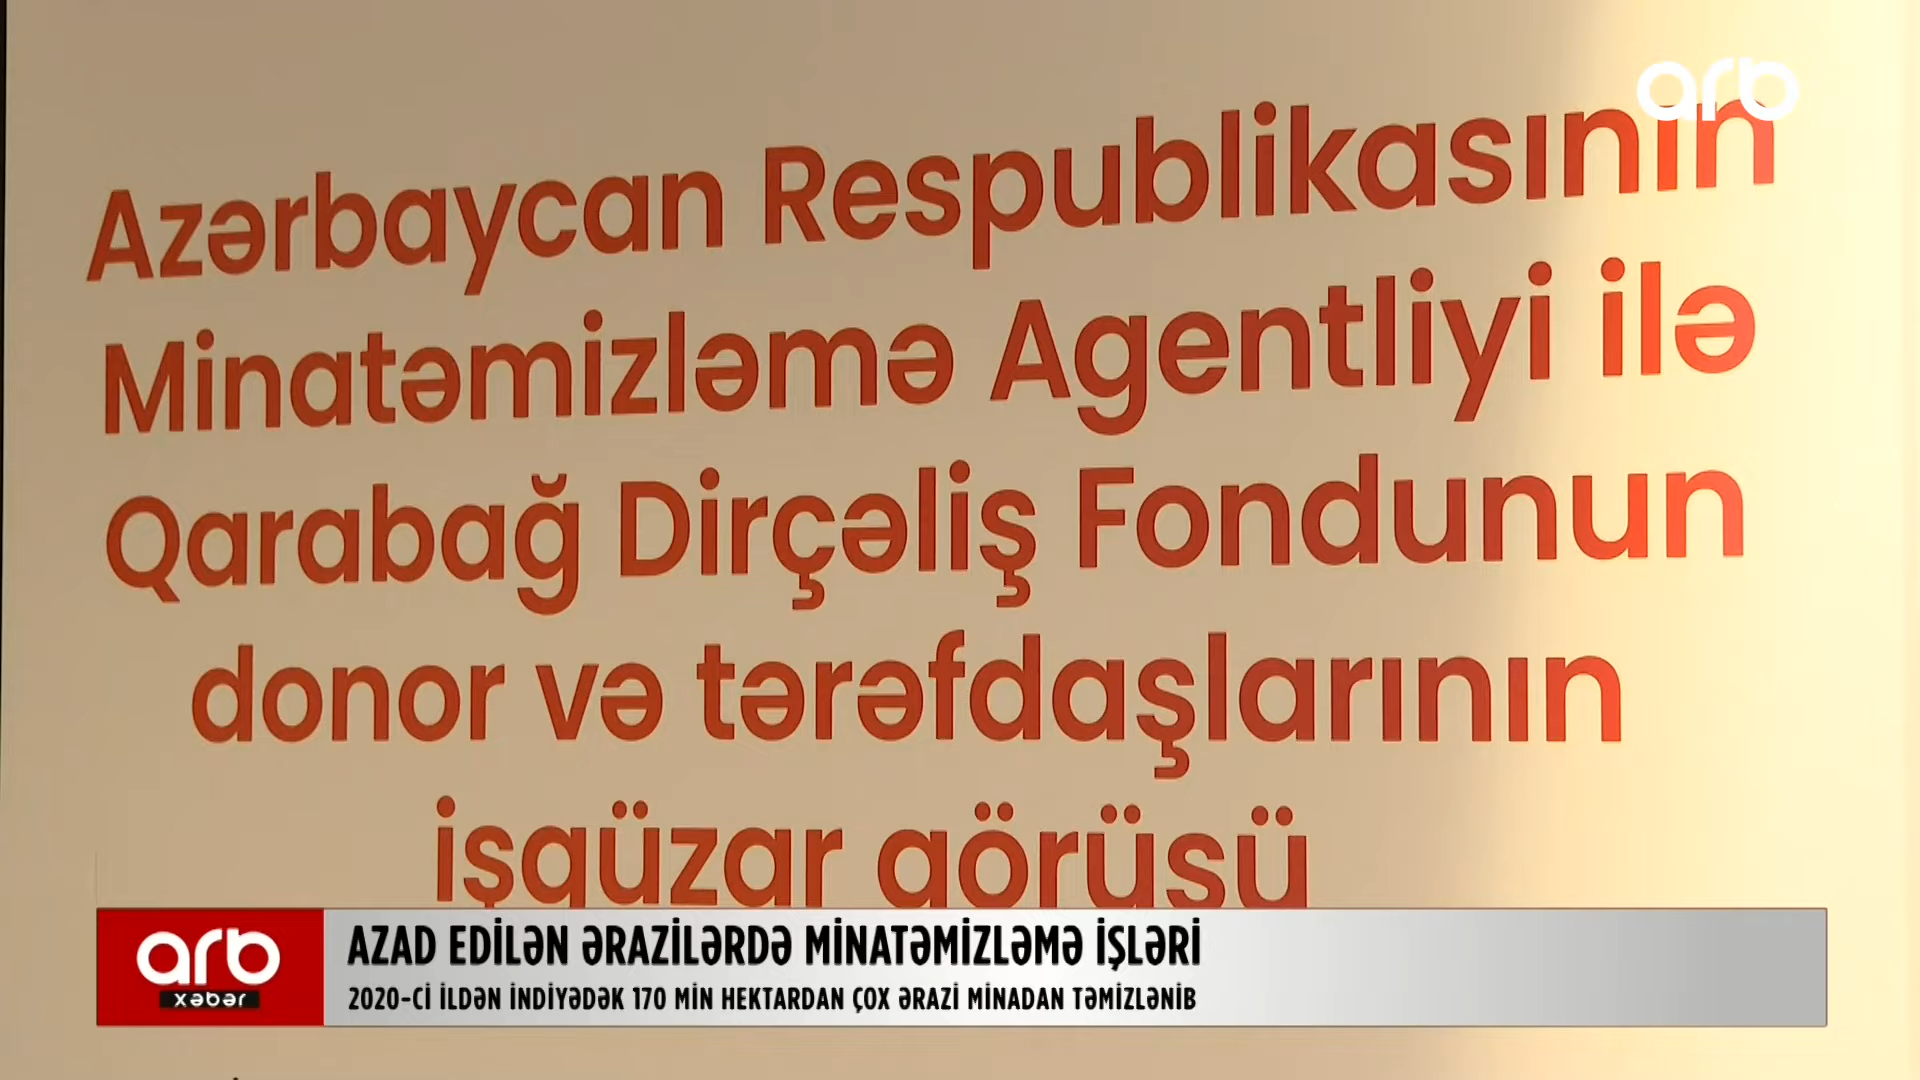 arb
Azərbaycan Respublikasının
Minatəmizləmə Agentliyi ilə
Qarabağ Dirçəliş Fondunun
donor və tərəfdaşlarının
işgüzar görüşü
arb
xəbər
AZAD EDİLƏN ƏRAZİLƏRDƏ MİNATƏMİZLƏMƏ İŞLƏRİ
2020-Cİ İLDƏN İNDİYƏDƏK 170 MİN HEKTARDAN ÇOX ƏRAZİ MİNADAN TƏMİZLƏNİB